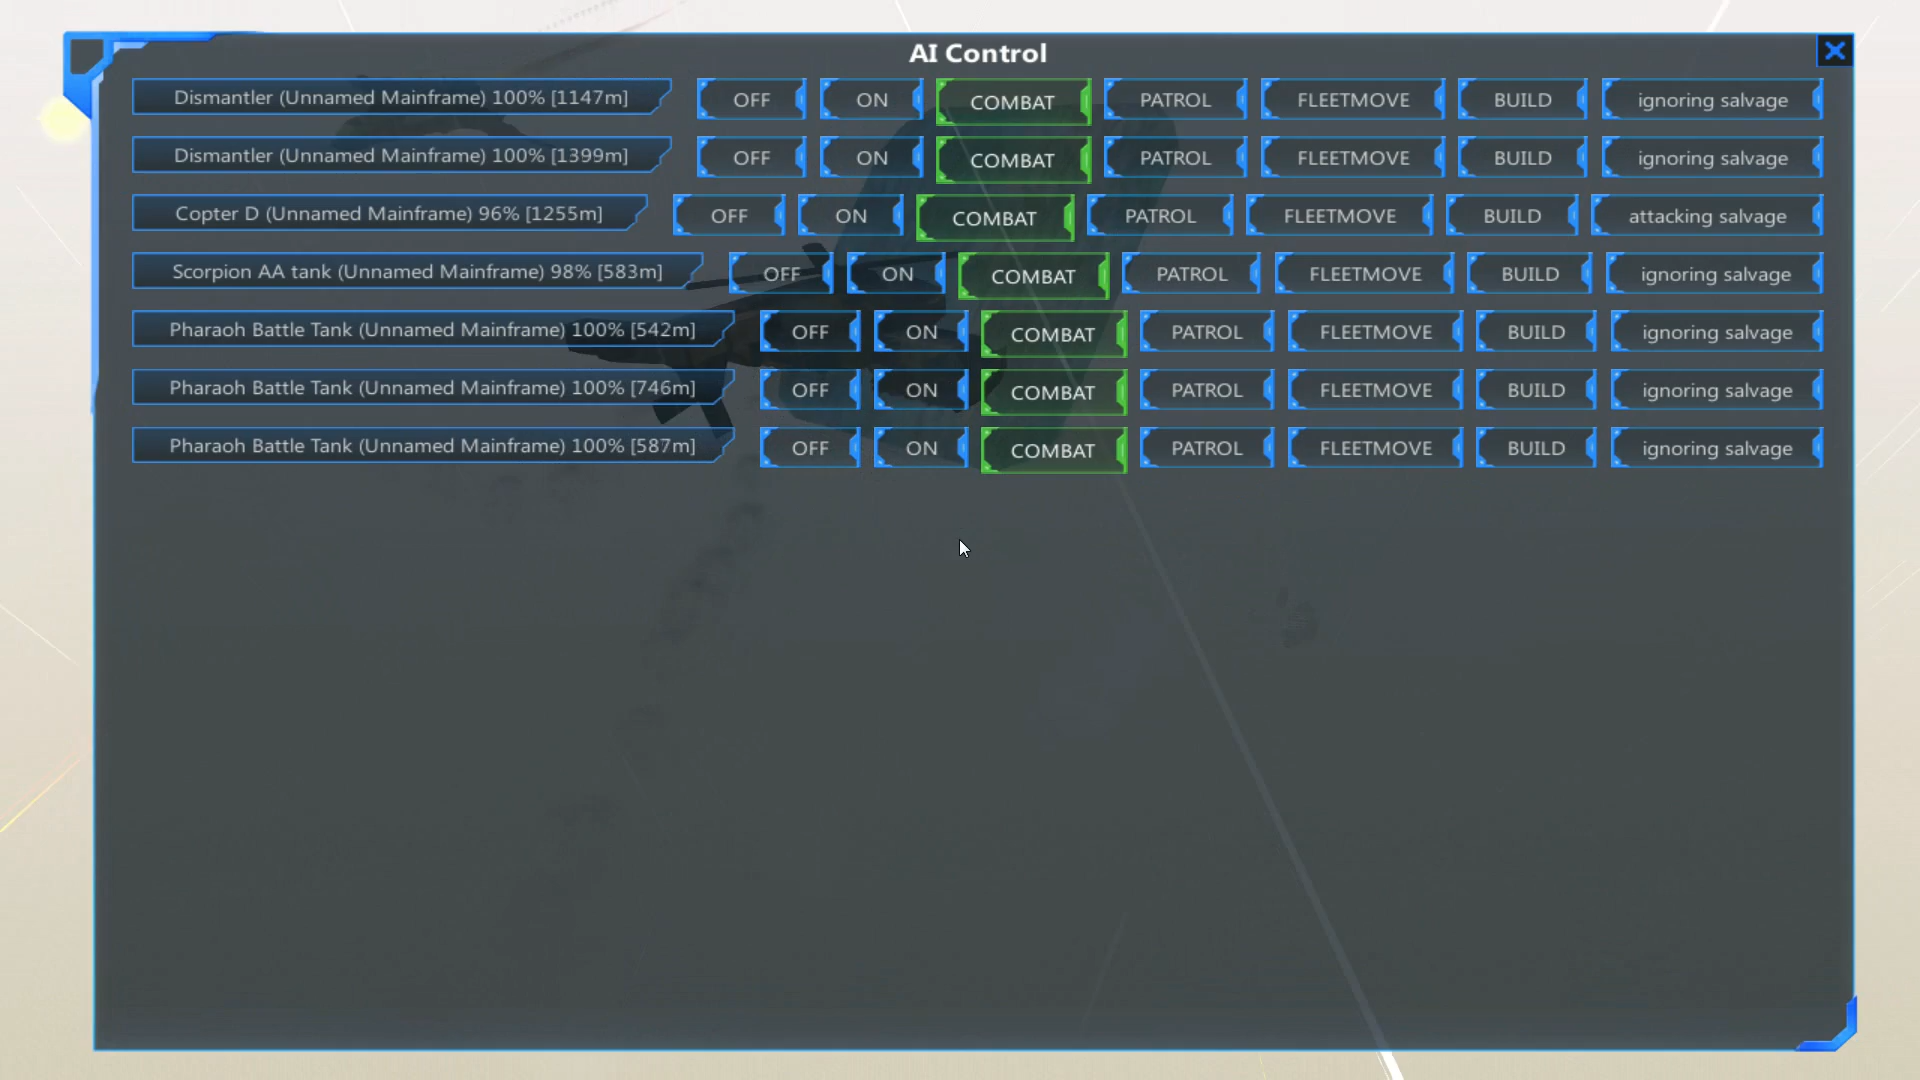 AI Control
Dismantler (Unnamed Mainframe) 100% [1147m] OFF ON COMBAT PATROL FLEETMOVE BUILD ignoring salvage
Dismantler (Unnamed Mainframe) 100% [1399m] OFF ON COMBAT PATROL FLEETMOVE BUILD ignoring salvage
Copter D (Unnamed Mainframe) 96% [1255m] OFF ON COMBAT PATROL FLEETMOVE BUILD attacking salvage
Scorpion AA tank (Unnamed Mainframe) 98% [583m] OFF ON COMBAT PATROL FLEETMOVE BUILD ignoring salvage
Pharaoh Battle Tank (Unnamed Mainframe) 100% [542m] OFF ON COMBAT PATROL FLEETMOVE BUILD ignoring salvage
Pharaoh Battle Tank (Unnamed Mainframe) 100% [746m] OFF ON COMBAT PATROL FLEETMOVE BUILD ignoring salvage
Pharaoh Battle Tank (Unnamed Mainframe) 100% [587m] OFF ON COMBAT PATROL FLEETMOVE BUILD ignoring salvage